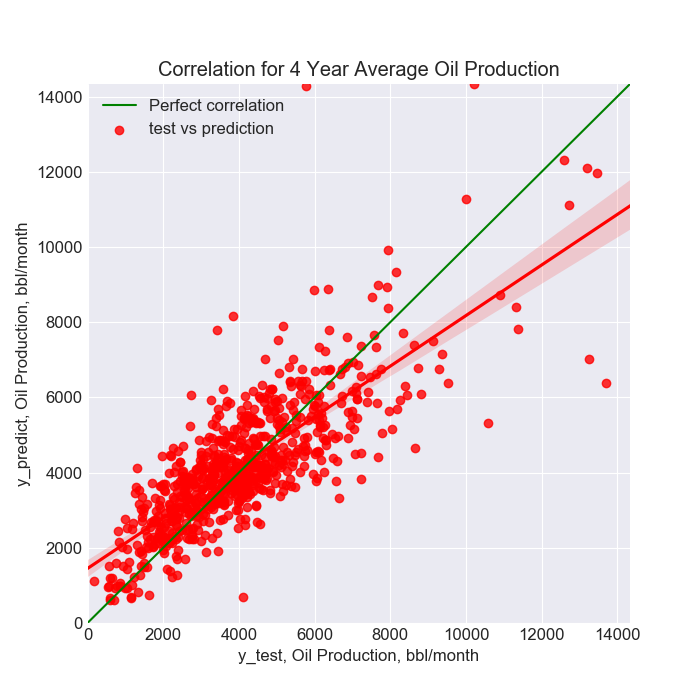 Correlation for 4 Year Average Oil Production
Perfect correlation
test vs prediction
14000
12000
10000
8000
6000
4000
2000
0
y_predict, Oil Production, bbl/month
0 2000 4000 6000 8000 10000 12000 14000
y_test, Oil Production, bbl/month